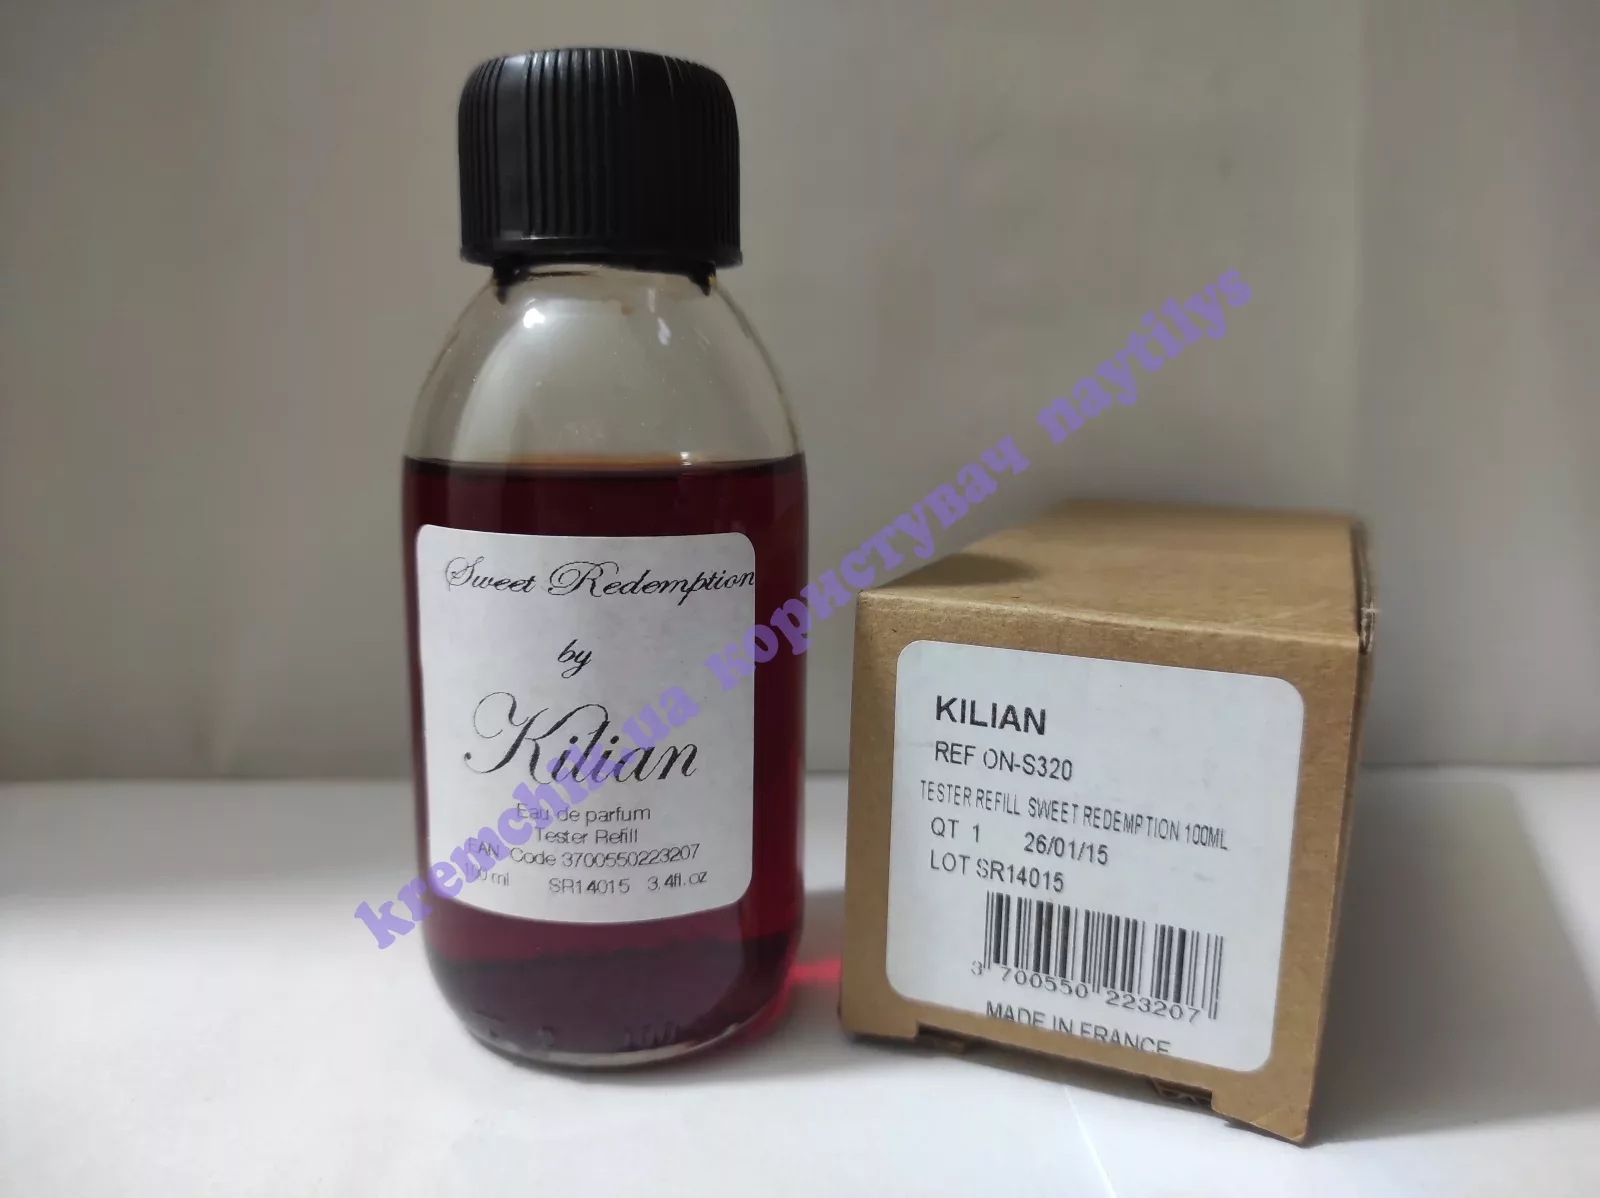 Sweet Redemption
by
Kilian
Eau de parfum
Tester Refill
EAN Code 3700550223207
100 ml SR14015 3,4fl.oz
KILIAN
REF ON-S320
TESTER REFILL SWEET REDEMPTION 100ML
QT 1 26/01/15
LOT SR14015
3 700550 223207
MADE IN FRANCE
kremchik.ua користувач naytilys